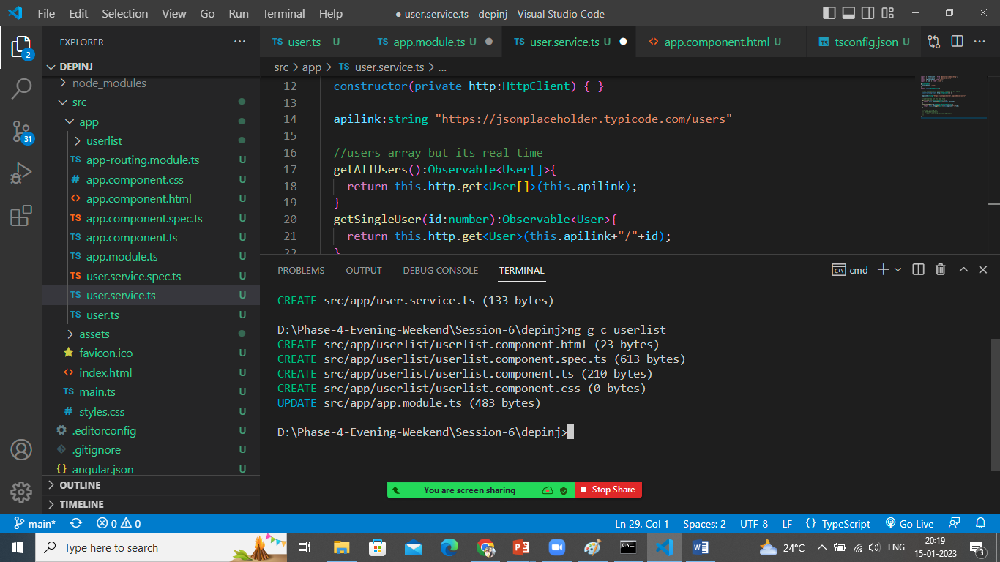 File Edit Selection View Go Run Terminal Help
● user.service.ts - depinj - Visual Studio Code
EXPLORER ···
TS user.ts U
TS app.module.ts U ●
TS user.service.ts U ●
<> app.component.html U
tsconfig.json U
DEPINJ
src > app > TS user.service.ts > ...
node_modules
src
app
userlist
TS app-routing.module.ts U
# app.component.css U
<> app.component.html U
TS app.component.spec.ts U
TS app.component.ts U
TS app.module.ts U
TS user.service.spec.ts U
TS user.service.ts U
TS user.ts U
assets
favicon.ico U
<> index.html U
TS main.ts U
# styles.css U
.editorconfig U
.gitignore U
{} angular.json U
OUTLINE
TIMELINE
2
31
12 constructor(private http:HttpClient) { }
13
14 apilink:string="https://jsonplaceholder.typicode.com/users"
15
16 //users array but its real time
17 getAllUsers():Observable<User[]>{
18 return this.http.get<User[]>(this.apilink);
19 }
20 getSingleUser(id:number):Observable<User>{
21 return this.http.get<User>(this.apilink+"/"+id);
22 }
PROBLEMS OUTPUT DEBUG CONSOLE TERMINAL
cmd
CREATE src/app/user.service.ts (133 bytes)
D:\Phase-4-Evening-Weekend\Session-6\depinj>ng g c userlist
CREATE src/app/userlist/userlist.component.html (23 bytes)
CREATE src/app/userlist/userlist.component.spec.ts (613 bytes)
CREATE src/app/userlist/userlist.component.ts (210 bytes)
CREATE src/app/userlist/userlist.component.css (0 bytes)
UPDATE src/app/app.module.ts (483 bytes)
D:\Phase-4-Evening-Weekend\Session-6\depinj>
You are screen sharing Stop Share
main* 0 0 Ln 29, Col 1 Spaces: 2 UTF-8 LF {} TypeScript Go Live
Type here to search
24°C ENG
20:19
15-01-2023
3